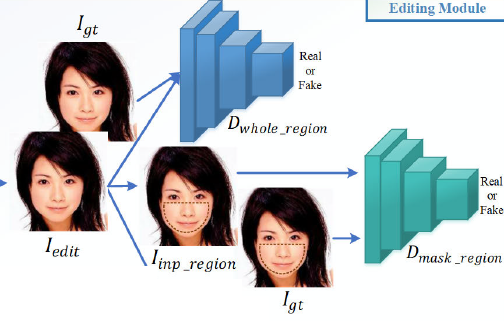 Editing Module
I_gt
Real
or
Fake
D_whole_region
I_edit
I_inp_region
I_gt
Real
or
Fake
D_mask_region